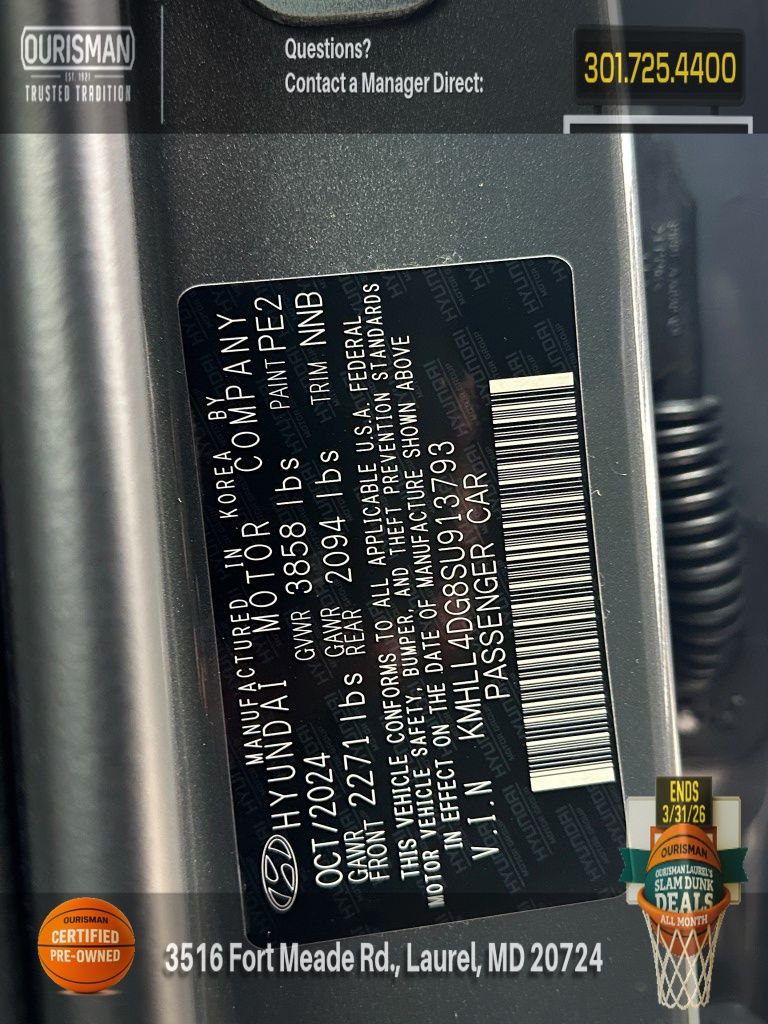 OURISMAN
EST. 1921
TRUSTED TRADITION
Questions?
Contact a Manager Direct:
301.725.4400
MANUFACTURED IN KOREA BY
HYUNDAI MOTOR COMPANY
OCT/2024 GVWR 3858 lbs PAINT PE2
GAWR FRONT 2271 lbs GAWR REAR 2094 lbs TRIM NNB
THIS VEHICLE CONFORMS TO ALL APPLICABLE U.S.A. FEDERAL
MOTOR VEHICLE SAFETY, BUMPER, AND THEFT PREVENTION STANDARDS
IN EFFECT ON THE DATE OF MANUFACTURE SHOWN ABOVE
V.I.N KMHLL4DG8SU913793
PASSENGER CAR
ENDS
3/31/26
OURISMAN
OURISMAN LAUREL'S
SLAM DUNK
DEALS
ALL MONTH
OURISMAN
CERTIFIED
PRE-OWNED
3516 Fort Meade Rd., Laurel, MD 20724